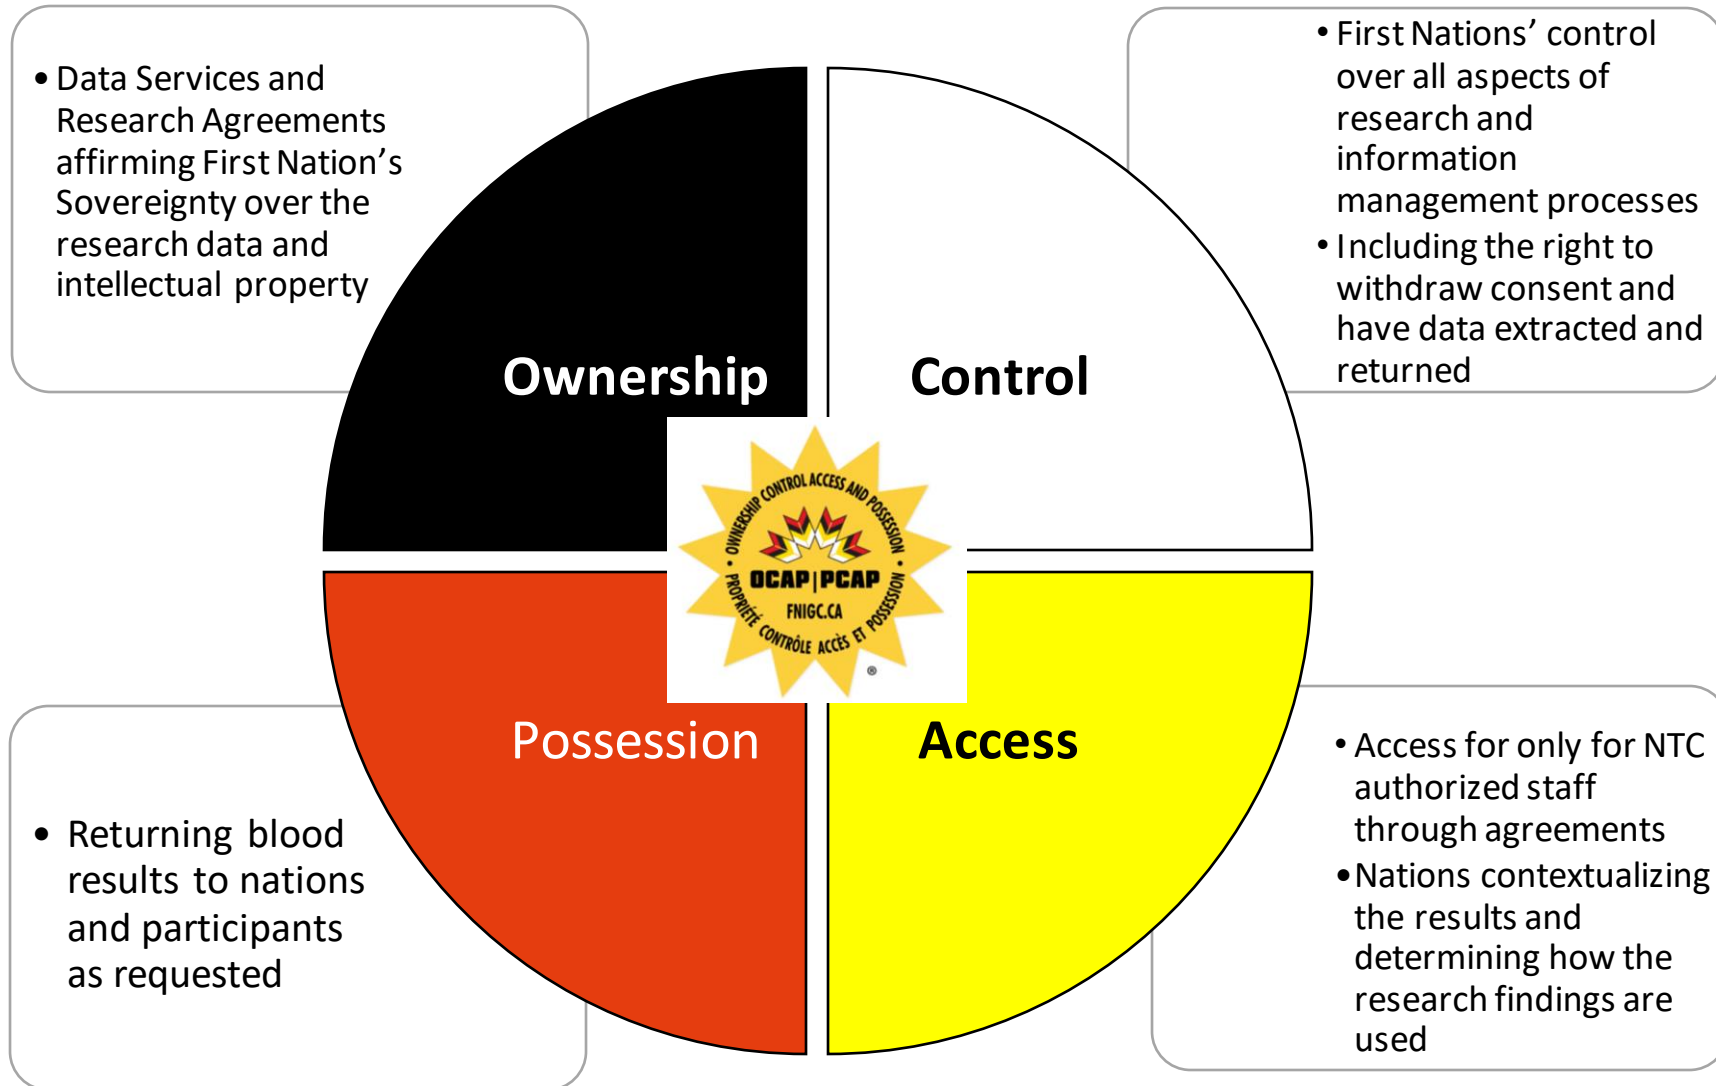 • Data Services and
Research Agreements
affirming First Nation’s
Sovereignty over the
research data and
intellectual property
• First Nations’ control
over all aspects of
research and
information
management processes
• Including the right to
withdraw consent and
have data extracted and
returned
Ownership
Control
• OWNERSHIP CONTROL ACCESS AND POSSESSION •
OCAP | PCAP
FNIGC.CA
PROPRIÉTÉ CONTRÔLE ACCÈS ET POSSESSION
®
Possession
Access
• Returning blood
results to nations
and participants
as requested
• Access for only for NTC
authorized staff
through agreements
• Nations contextualizing
the results and
determining how the
research findings are
used